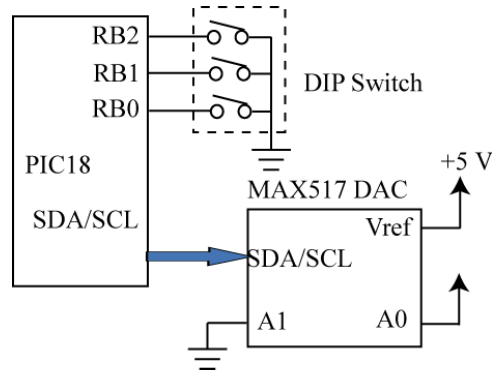 RB2
RB1
RB0
DIP Switch
PIC18
SDA/SCL
MAX517 DAC
+5 V
Vref
SDA/SCL
A1
A0